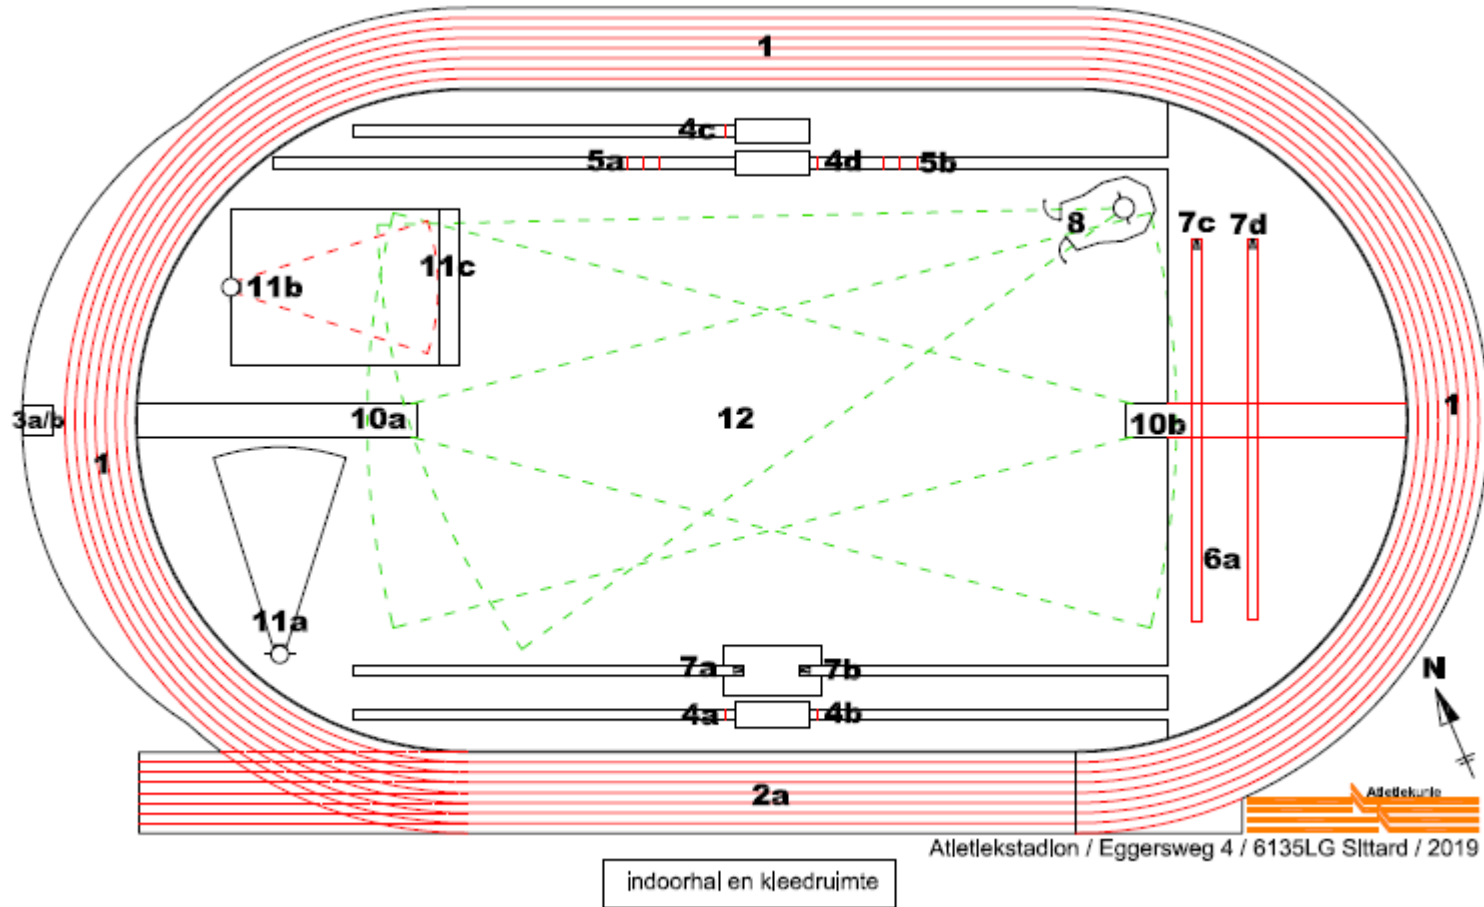 1
4c
5a
4d
5b
8
7c
7d
11b
11c
3a/b
10a
12
10b
1
1
6a
11a
7a
7b
N
4a
4b
2a
Atletiekunie
Atletiekstadion / Eggersweg 4 / 6135LG Sittard / 2019
indoorhal en kleedruimte